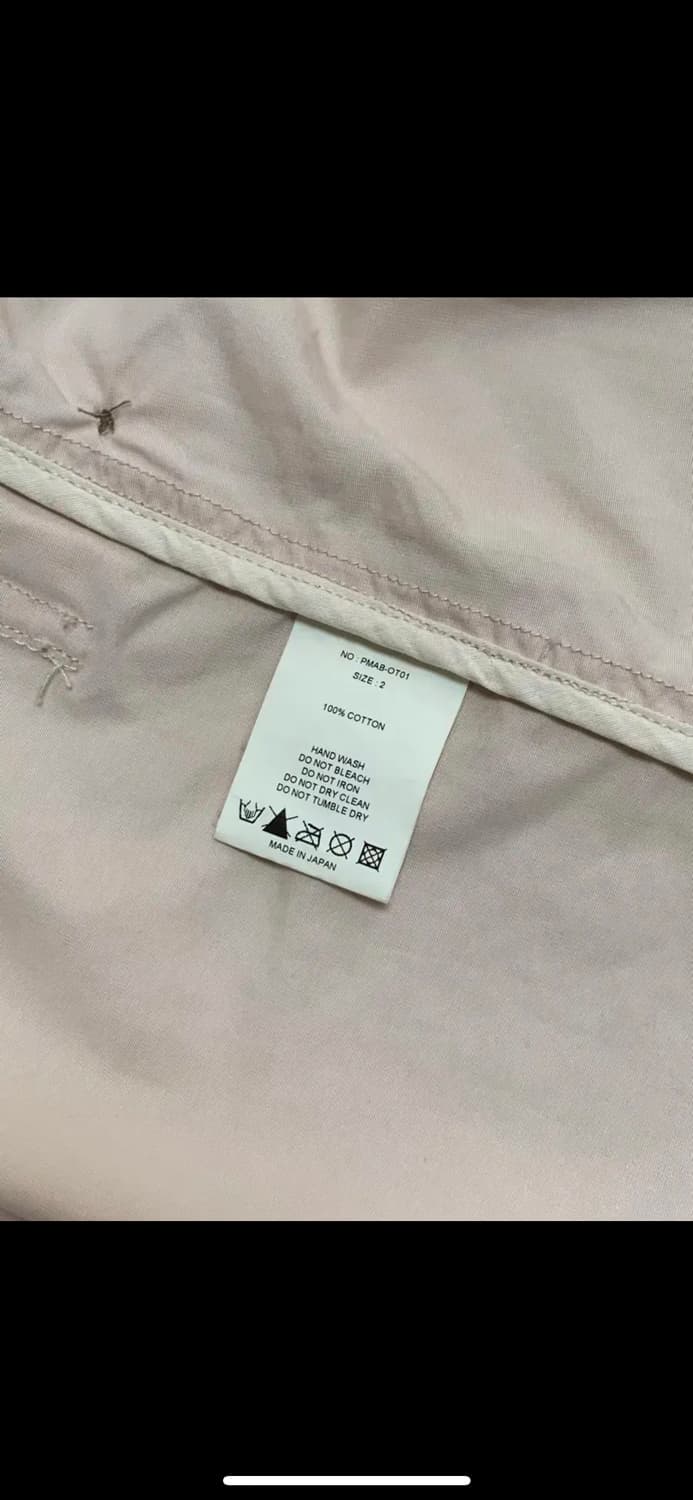 NO : PMAB-OT01
SIZE : 2
100% COTTON
HAND WASH
DO NOT BLEACH
DO NOT IRON
DO NOT DRY CLEAN
DO NOT TUMBLE DRY
MADE IN JAPAN